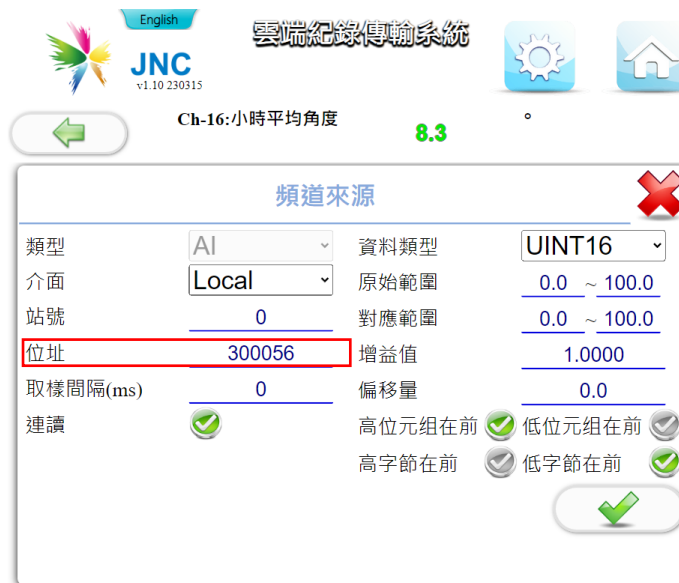 English
雲端紀錄傳輸系統
JNC
v1.10 230315
Ch-16:小時平均角度 8.3 °
頻道來源
類型 AI 資料類型 UINT16
介面 Local 原始範圍 0.0 ~ 100.0
站號 0 對應範圍 0.0 ~ 100.0
位址 300056 增益值 1.0000
取樣間隔(ms) 0 偏移量 0.0
連讀 高位元组在前 低位元组在前
高字節在前 低字節在前